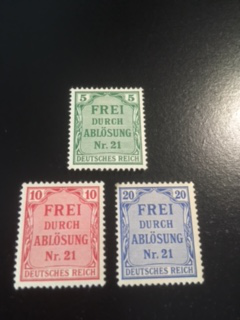 5 5
FREI
DURCH
ABLÖSUNG
Nr. 21
DEUTSCHES REICH
10 10
FREI
DURCH
ABLÖSUNG
Nr. 21
DEUTSCHES REICH
20 20
FREI
DURCH
ABLÖSUNG
Nr. 21
DEUTSCHES REICH